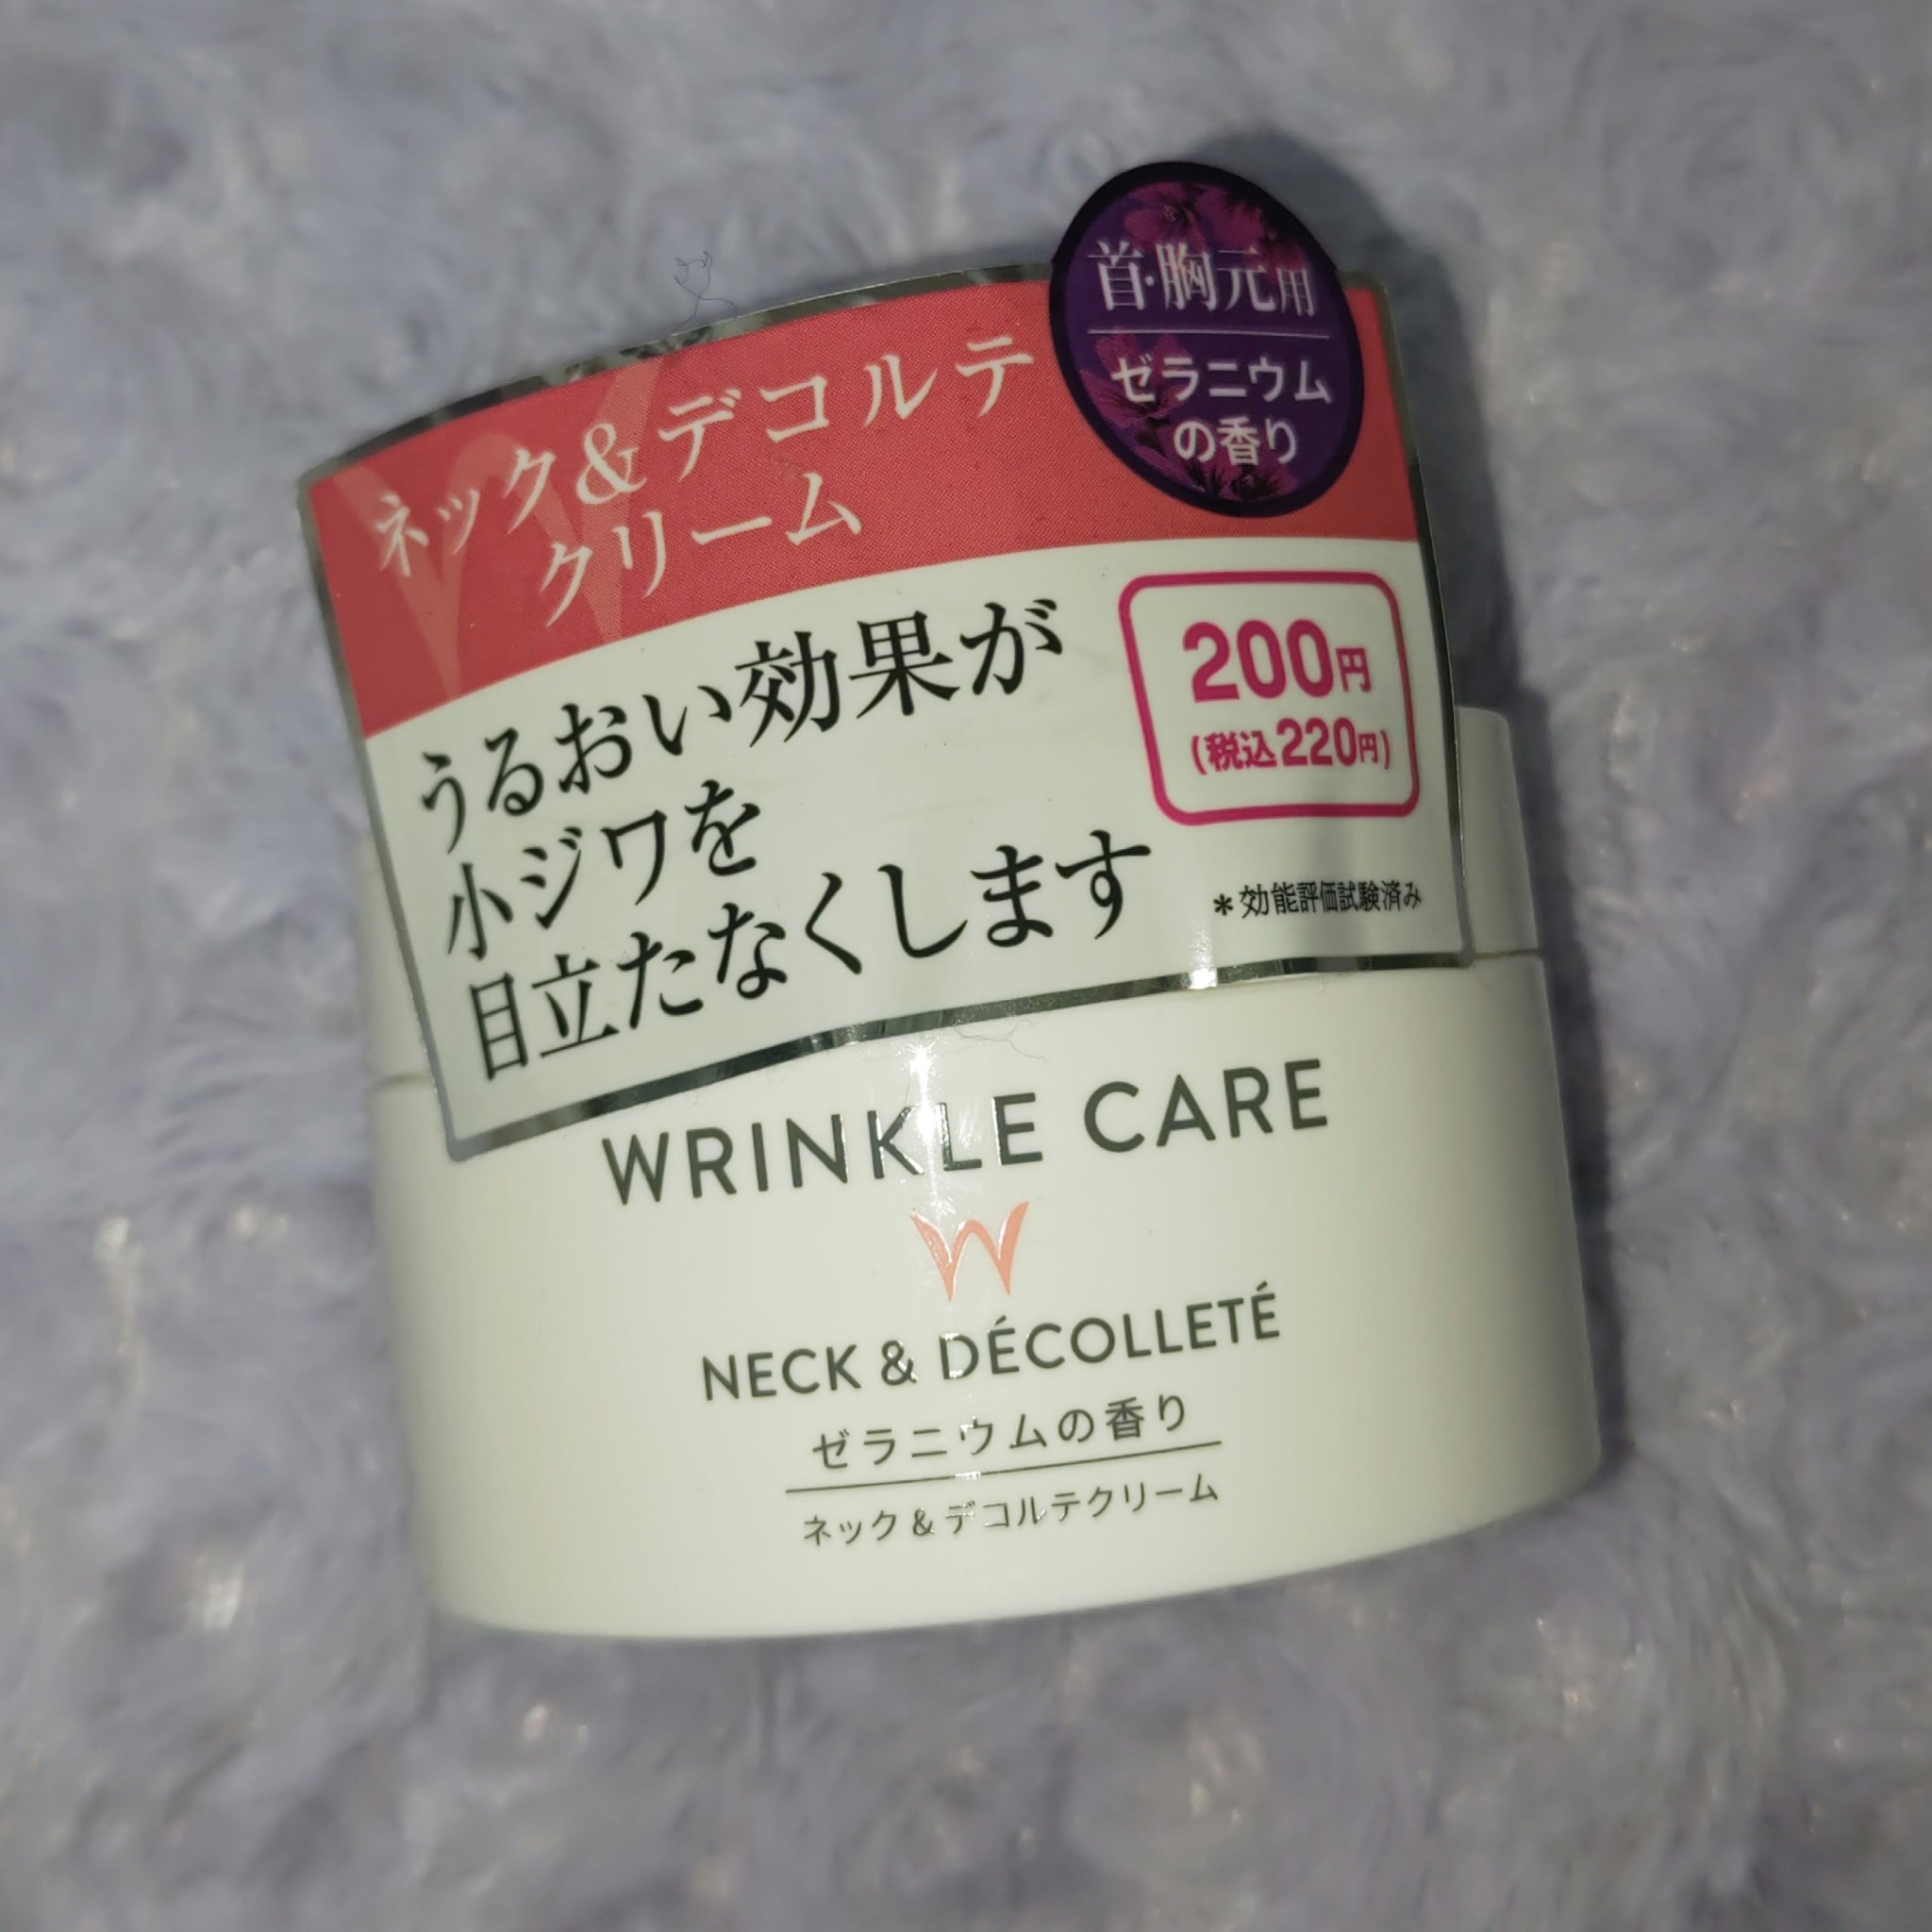 首・胸元用
ゼラニウム
の香り
ネック&デコルテ
クリーム
うるおい効果が
小ジワを
目立たなくします
200円
(税込220円)
*効能評価試験済み
WRINKLE CARE
W
NECK & DÉCOLLETÉ
ゼラニウムの香り
ネック&デコルテクリーム